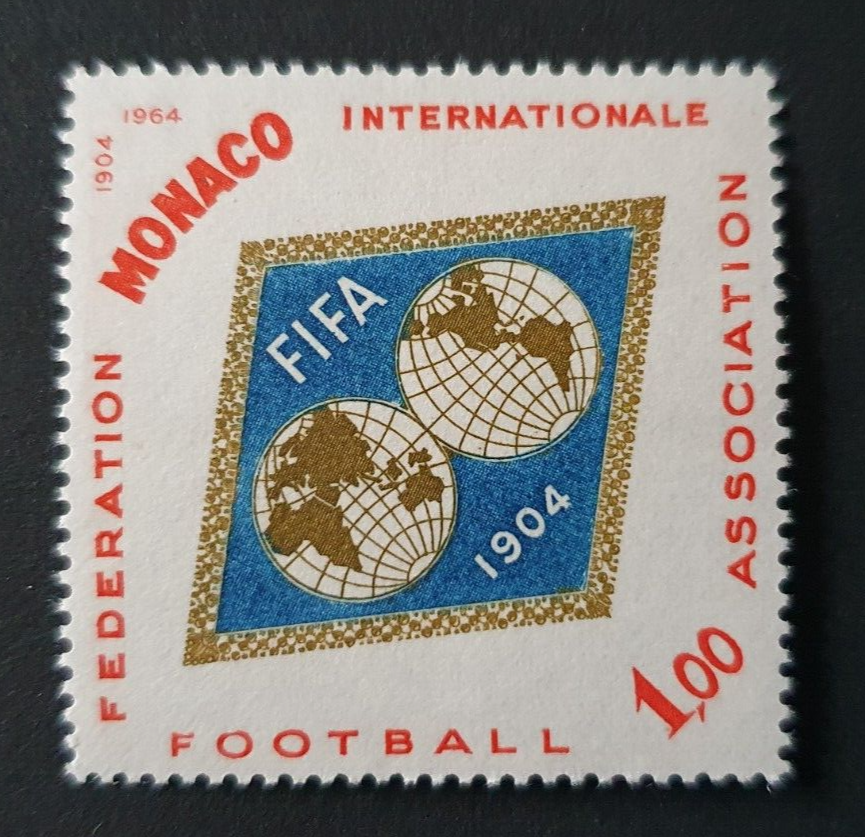 1904 1964
MONACO
FEDERATION
INTERNATIONALE
FOOTBALL
ASSOCIATION
FIFA
1904
1,00